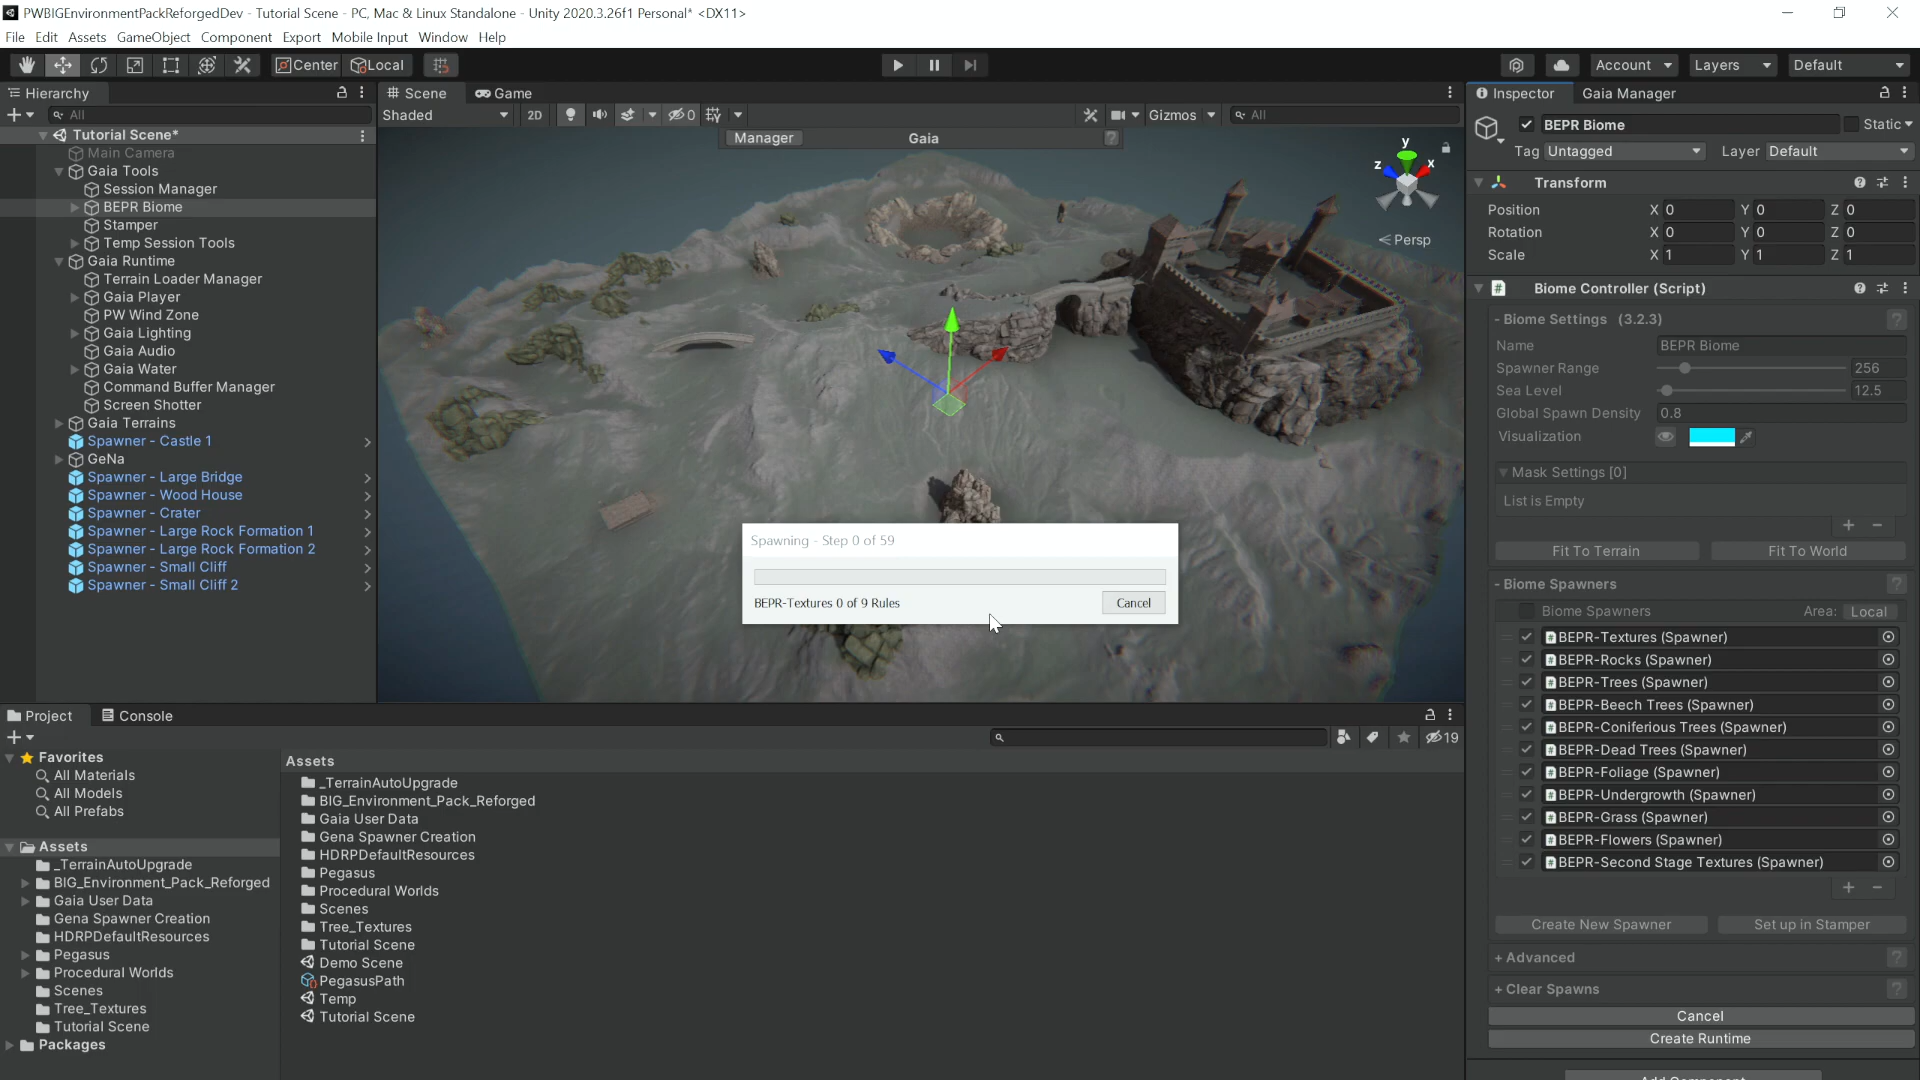 PWBIGEnvironmentPackReforgedDev - Tutorial Scene - PC, Mac & Linux Standalone - Unity 2020.3.26f1 Personal* <DX11>
File Edit Assets GameObject Component Export Mobile Input Window Help
Center Local Account Layers Default
Hierarchy
All
Tutorial Scene*
Main Camera
Gaia Tools
Session Manager
BEPR Biome
Stamper
Temp Session Tools
Gaia Runtime
Terrain Loader Manager
Gaia Player
PW Wind Zone
Gaia Lighting
Gaia Audio
Gaia Water
Command Buffer Manager
Screen Shotter
Gaia Terrains
Spawner - Castle 1
GeNa
Spawner - Large Bridge
Spawner - Wood House
Spawner - Crater
Spawner - Large Rock Formation 1
Spawner - Large Rock Formation 2
Spawner - Small Cliff
Spawner - Small Cliff 2
Scene Game
Shaded 2D 0 Gizmos All
Manager Gaia ?
y
z x
Persp
Spawning - Step 0 of 59
BEPR-Textures 0 of 9 Rules Cancel
Inspector Gaia Manager
BEPR Biome Static
Tag Untagged Layer Default
Transform
Position X 0 Y 0 Z 0
Rotation X 0 Y 0 Z 0
Scale X 1 Y 1 Z 1
Biome Controller (Script)
- Biome Settings (3.2.3) ?
Name BEPR Biome
Spawner Range 256
Sea Level 12.5
Global Spawn Density 0.8
Visualization
Mask Settings [0]
List is Empty
+ -
Fit To Terrain Fit To World
- Biome Spawners ?
Biome Spawners Area: Local
BEPR-Textures (Spawner)
BEPR-Rocks (Spawner)
BEPR-Trees (Spawner)
BEPR-Beech Trees (Spawner)
BEPR-Coniferious Trees (Spawner)
BEPR-Dead Trees (Spawner)
BEPR-Foliage (Spawner)
BEPR-Undergrowth (Spawner)
BEPR-Grass (Spawner)
BEPR-Flowers (Spawner)
BEPR-Second Stage Textures (Spawner)
+ -
Create New Spawner Set up in Stamper
+ Advanced ?
+ Clear Spawns ?
Cancel
Create Runtime
Add Component
Project Console
19
Favorites
All Materials
All Models
All Prefabs
Assets
_TerrainAutoUpgrade
BIG_Environment_Pack_Reforged
Gaia User Data
Gena Spawner Creation
HDRPDefaultResources
Pegasus
Procedural Worlds
Scenes
Tree_Textures
Tutorial Scene
Packages
Assets
_TerrainAutoUpgrade
BIG_Environment_Pack_Reforged
Gaia User Data
Gena Spawner Creation
HDRPDefaultResources
Pegasus
Procedural Worlds
Scenes
Tree_Textures
Tutorial Scene
Demo Scene
PegasusPath
Temp
Tutorial Scene